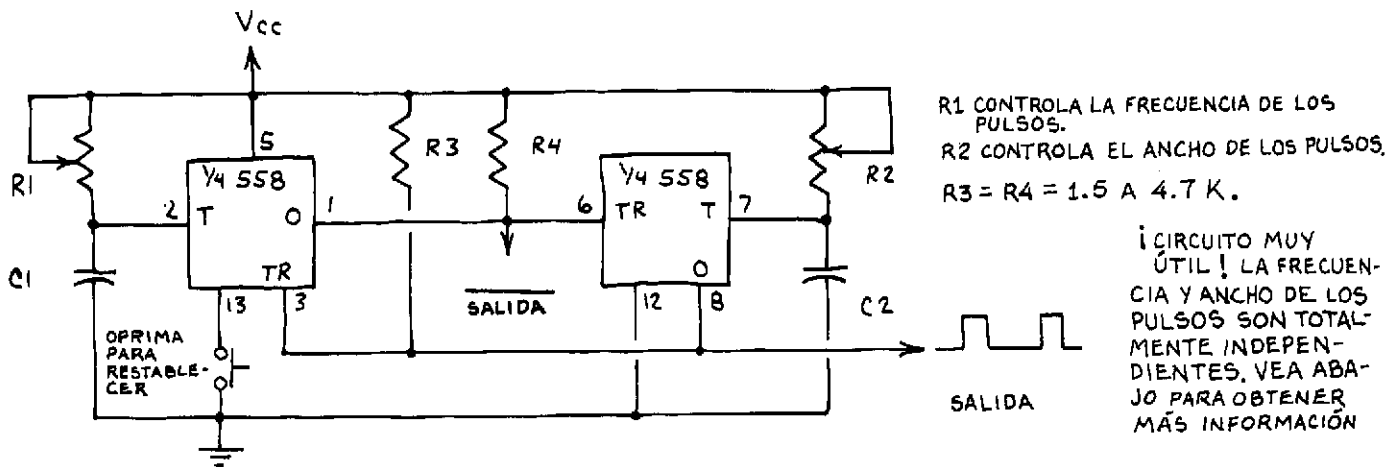 Vcc
R1
5
¼ 558
2
T
O
1
TR
13
3
C1
OPRIMA
PARA
RESTABLE-
CER
R3
R4
SALIDA
6
¼ 558
TR
T
7
O
12
8
R2
C2
SALIDA
R1 CONTROLA LA FRECUENCIA DE LOS
PULSOS.
R2 CONTROLA EL ANCHO DE LOS PULSOS.
R3 = R4 = 1.5 A 4.7 K.
¡CIRCUITO MUY
ÚTIL! LA FRECUEN-
CIA Y ANCHO DE LOS
PULSOS SON TOTAL-
MENTE INDEPEN-
DIENTES. VEA ABA-
JO PARA OBTENER
MÁS INFORMACIÓN